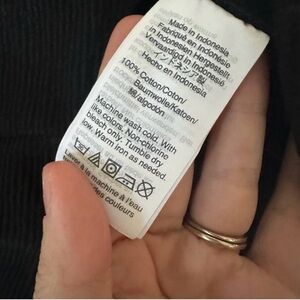 Made in Indonesia
Fabriqué en Indonésie
in Indonesien Hergestellt
Vervaardigd in Indonesië
インドネシア製
Hecho en Indonesia
100% Cotton/Coton/
Baumwolle/Katoen/
綿/algodón
Machine wash cold. With
like colors. Non-chlorine
bleach only. Tumble dry
low. Warm Iron as needed.
Laver à la machine à l'eau
des couleurs